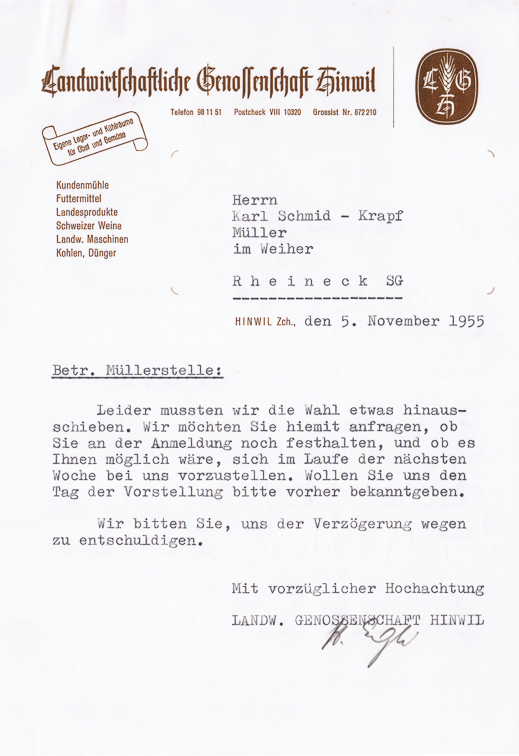 Landwirtschaftliche Genossenschaft Hinwil
L G
H
Telefon 98 11 51 Postcheck VIII 10320 Grossist Nr. 672210
Eigene Lager- und Kühlräume
für Obst und Gemüse
Kundenmühle
Futtermittel
Landesprodukte
Schweizer Weine
Landw. Maschinen
Kohlen, Dünger
Herrn
Karl Schmid - Krapf
Müller
im Weiher
Rheineck SG
HINWIL Zch., den 5. November 1955
Betr. Müllerstelle:
Leider mussten wir die Wahl etwas hinaus-
schieben. Wir möchten Sie hiemit anfragen, ob
Sie an der Anmeldung noch festhalten, und ob es
Ihnen möglich wäre, sich im Laufe der nächsten
Woche bei uns vorzustellen. Wollen Sie uns den
Tag der Vorstellung bitte vorher bekanntgeben.
Wir bitten Sie, uns der Verzögerung wegen
zu entschuldigen.
Mit vorzüglicher Hochachtung
LANDW. GENOSSENSCHAFT HINWIL